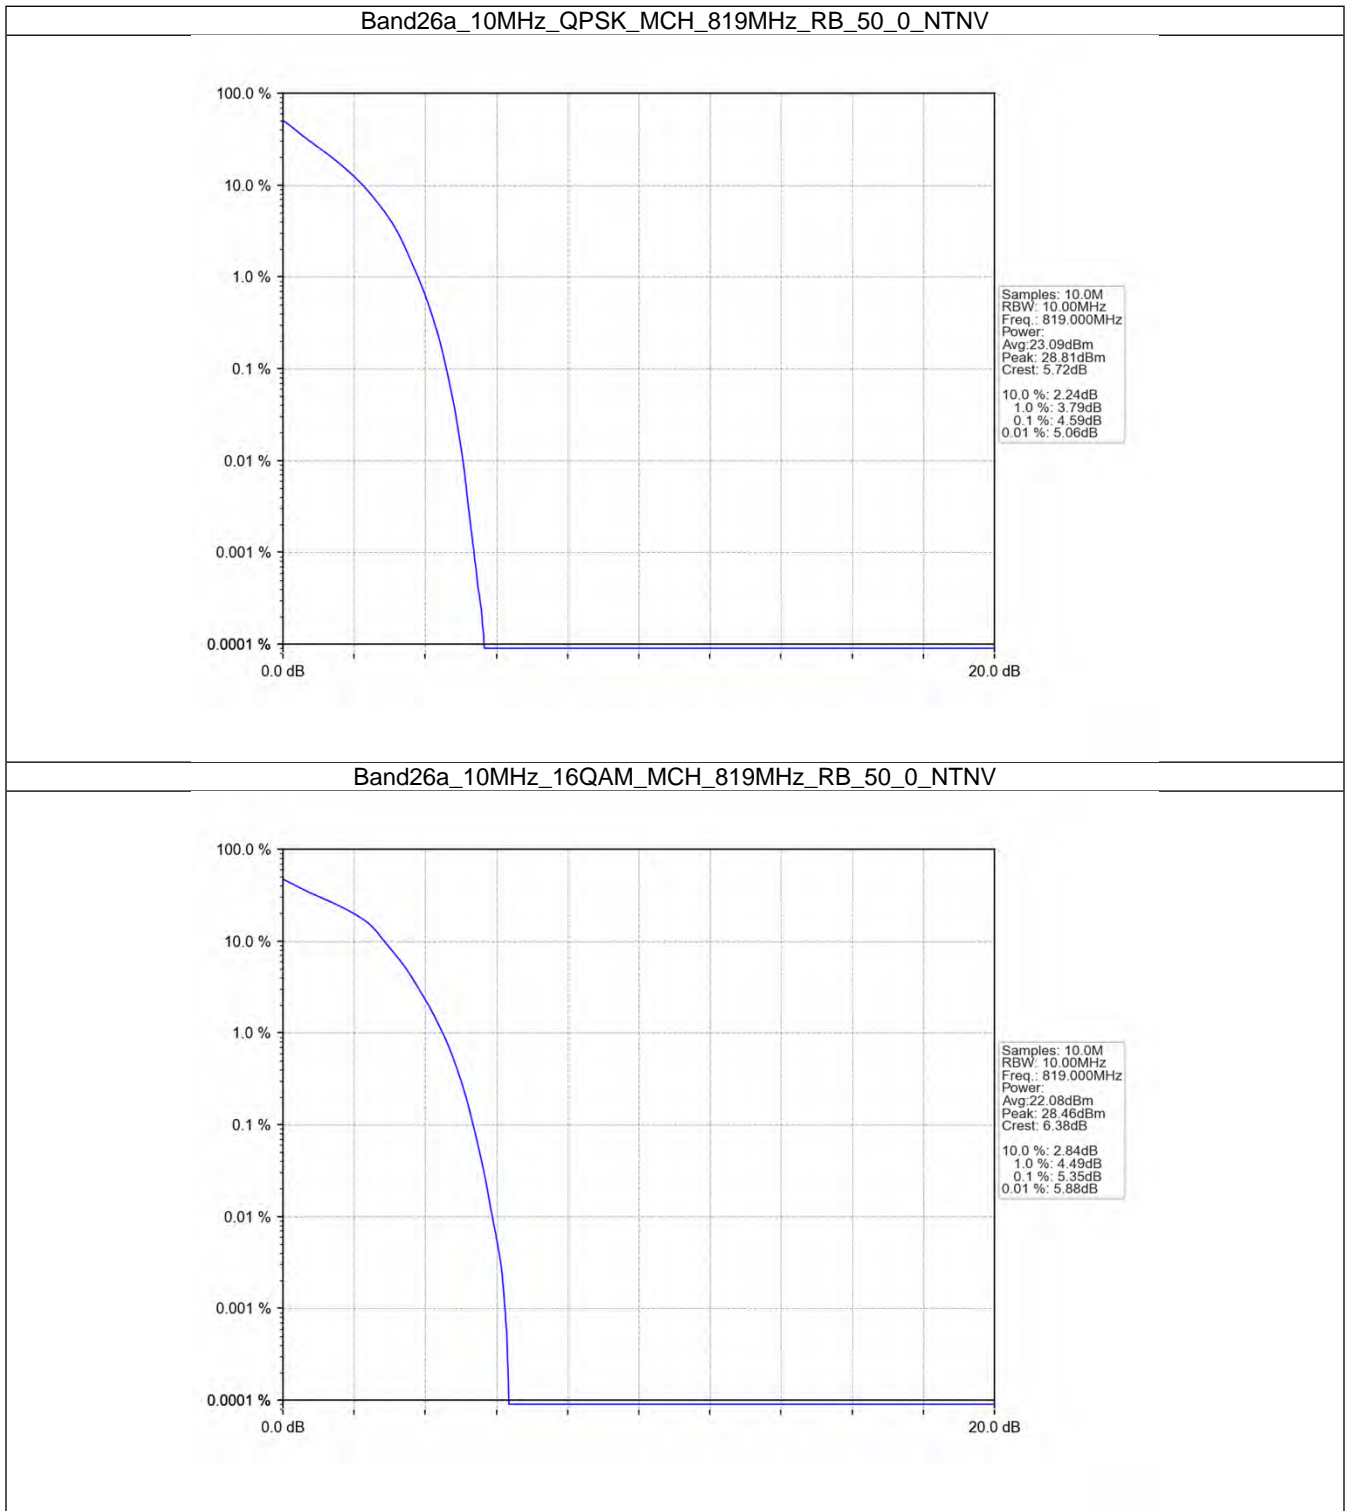 Band26a_10MHz_QPSK_MCH_819MHz_RB_50_0_NTNV
100.0 %
10.0 %
1.0 %
0.1 %
0.01 %
0.001 %
0.0001 %
0.0 dB
20.0 dB
Samples: 10.0M
RBW: 10.00MHz
Freq.: 819.000MHz
Power:
Avg:23.09dBm
Peak: 28.81dBm
Crest: 5.72dB
10.0 %: 2.24dB
1.0 %: 3.79dB
0.1 %: 4.59dB
0.01 %: 5.06dB
Band26a_10MHz_16QAM_MCH_819MHz_RB_50_0_NTNV
100.0 %
10.0 %
1.0 %
0.1 %
0.01 %
0.001 %
0.0001 %
0.0 dB
20.0 dB
Samples: 10.0M
RBW: 10.00MHz
Freq.: 819.000MHz
Power:
Avg:22.08dBm
Peak: 28.46dBm
Crest: 6.38dB
10.0 %: 2.84dB
1.0 %: 4.49dB
0.1 %: 5.35dB
0.01 %: 5.88dB